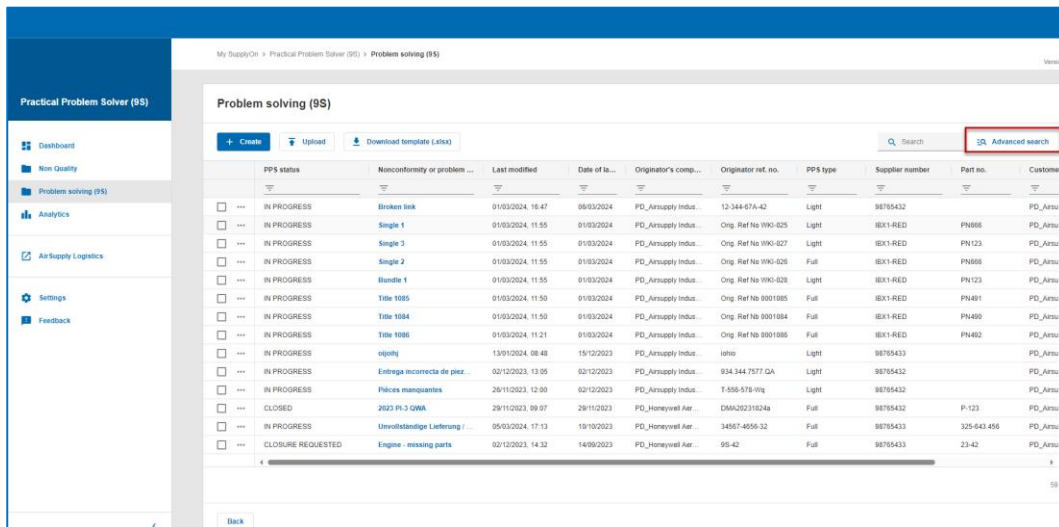 My SupplyOn > Practical Problem Solver (9S) > Problem solving (9S)
Practical Problem Solver (9S)
Dashboard
Non Quality
Problem solving (9S)
Analytics
AirSupply Logistics
Settings
Feedback
Problem solving (9S)
+ Create Upload Download template (.xlsx) Search Advanced search
PPS status Nonconformity or problem ... Last modified Date of la... Originator's comp... Originator ref. no. PPS type Supplier number Part no. Custome
IN PROGRESS Broken link 01/03/2024, 16:47 06/03/2024 PD_Airsupply Indus... 12-344-67A-42 Light 98765432 PD_Airsu
IN PROGRESS Single 1 01/03/2024, 11:55 01/03/2024 PD_Airsupply Indus... Orig. Ref No WKI-825 Light IBX1-RED PN666 PD_Airsu
IN PROGRESS Single 3 01/03/2024, 11:55 01/03/2024 PD_Airsupply Indus... Orig. Ref No WKI-827 Light IBX1-RED PN123 PD_Airsu
IN PROGRESS Single 2 01/03/2024, 11:55 01/03/2024 PD_Airsupply Indus... Orig. Ref No WKI-826 Full IBX1-RED PN666 PD_Airsu
IN PROGRESS Bundle 1 01/03/2024, 11:55 01/03/2024 PD_Airsupply Indus... Orig. Ref No WKI-828 Light IBX1-RED PN123 PD_Airsu
IN PROGRESS Title 1085 01/03/2024, 11:50 01/03/2024 PD_Airsupply Indus... Orig. Ref Nb 0001085 Full IBX1-RED PN491 PD_Airsu
IN PROGRESS Title 1084 01/03/2024, 11:50 01/03/2024 PD_Airsupply Indus... Orig. Ref Nb 0001084 Full IBX1-RED PN490 PD_Airsu
IN PROGRESS Title 1086 01/03/2024, 11:21 01/03/2024 PD_Airsupply Indus... Orig. Ref Nb 0001086 Full IBX1-RED PN492 PD_Airsu
IN PROGRESS oijoihj 13/01/2024, 08:48 15/12/2023 PD_Airsupply Indus... iohio Light 98765433 PD_Airsu
IN PROGRESS Entrega incorrecta de piez... 02/12/2023, 13:05 02/12/2023 PD_Airsupply Indus... 934.344.7577.QA Light 98765432 PD_Airsu
IN PROGRESS Pièces manquantes 26/11/2023, 12:00 02/12/2023 PD_Airsupply Indus... T-556-578-Wq Light 98765432 PD_Airsu
CLOSED 2023 PI-3 QWA 29/11/2023, 09:07 29/11/2023 PD_Honeywell Aer... DMA20231024a Full 98765432 P-123 PD_Airsu
IN PROGRESS Unvollständige Lieferung / ... 05/03/2024, 17:13 10/10/2023 PD_Honeywell Aer... 34567-4656-32 Full 98765433 325-643.456 PD_Airsu
CLOSURE REQUESTED Engine - missing parts 02/12/2023, 14:32 14/09/2023 PD_Honeywell Aer... 9S-42 Full 98765433 23-42 PD_Airsu
59
Back